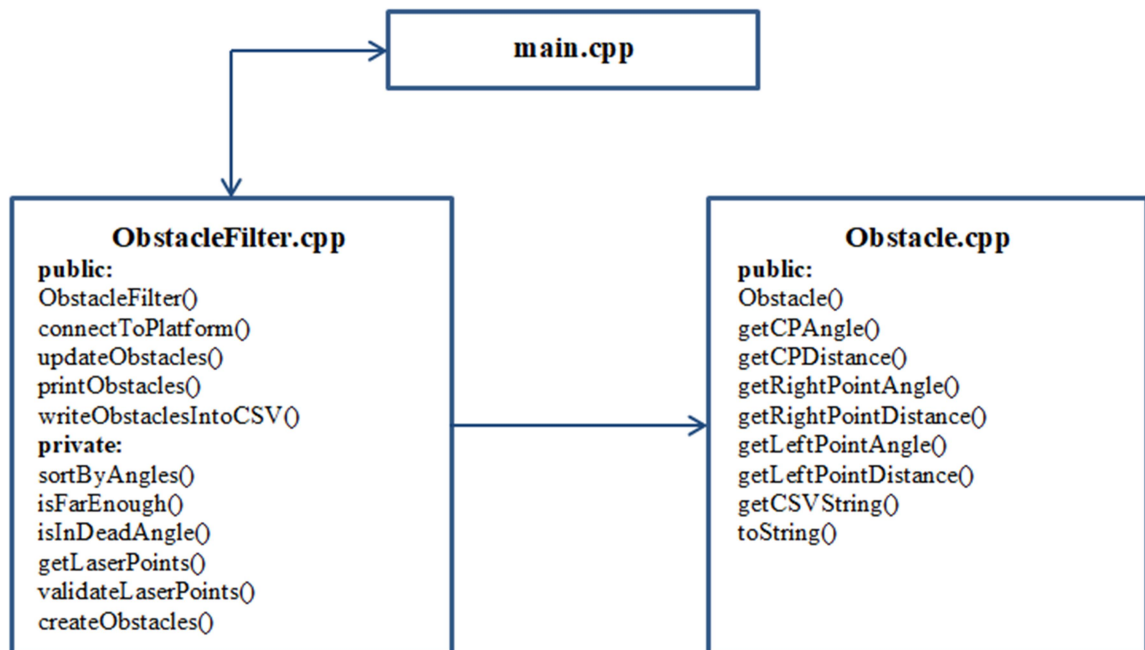 main.cpp
ObstacleFilter.cpp
public:
ObstacleFilter()
connectToPlatform()
updateObstacles()
printObstacles()
writeObstaclesIntoCSV()
private:
sortByAngles()
isFarEnough()
isInDeadAngle()
getLaserPoints()
validateLaserPoints()
createObstacles()
Obstacle.cpp
public:
Obstacle()
getCPAngle()
getCPDistance()
getRightPointAngle()
getRightPointDistance()
getLeftPointAngle()
getLeftPointDistance()
getCSVString()
toString()